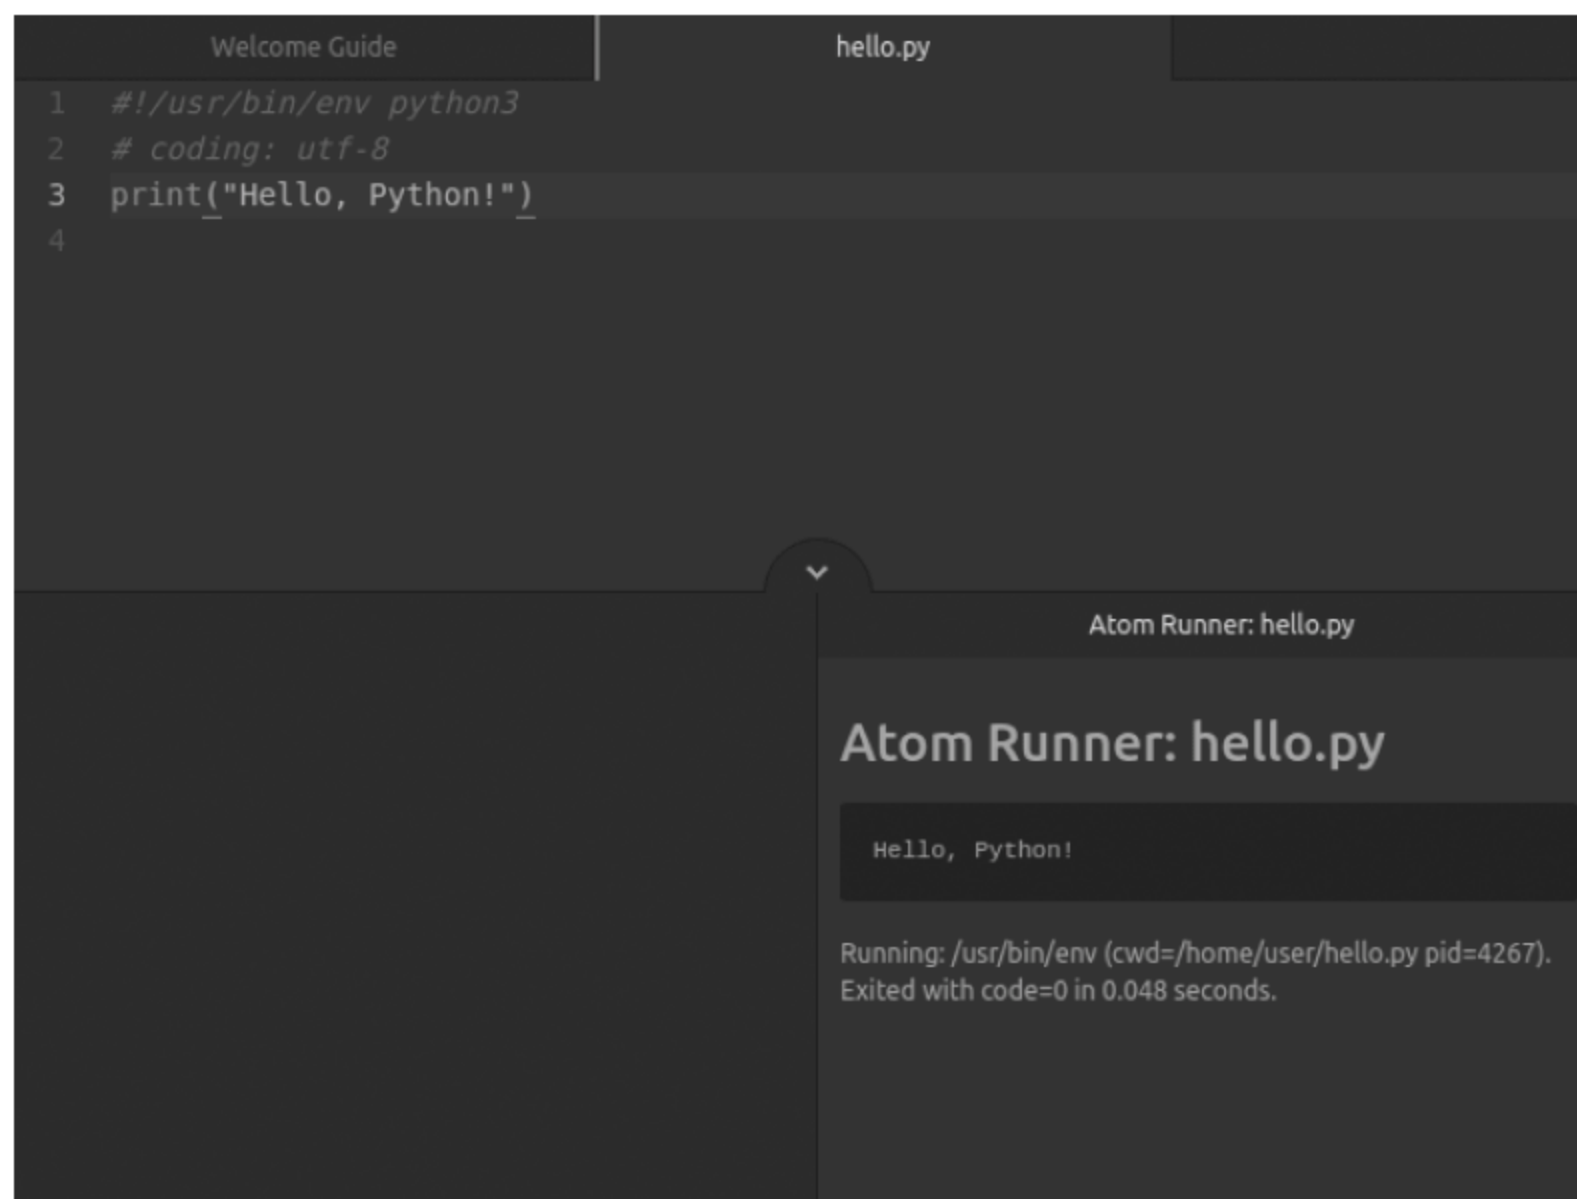 Welcome Guide
hello.py
1 #!/usr/bin/env python3
2 # coding: utf-8
3 print("Hello, Python!")
4
Atom Runner: hello.py
Atom Runner: hello.py
Hello, Python!
Running: /usr/bin/env (cwd=/home/user/hello.py pid=4267).
Exited with code=0 in 0.048 seconds.